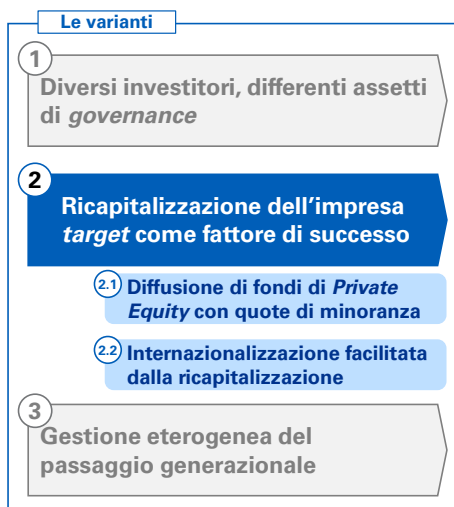 Le varianti
1
Diversi investitori, differenti assetti
di governance
2
Ricapitalizzazione dell'impresa
target come fattore di successo
2.1 Diffusione di fondi di Private
Equity con quote di minoranza
2.2 Internazionalizzazione facilitata
dalla ricapitalizzazione
3
Gestione eterogenea del
passaggio generazionale